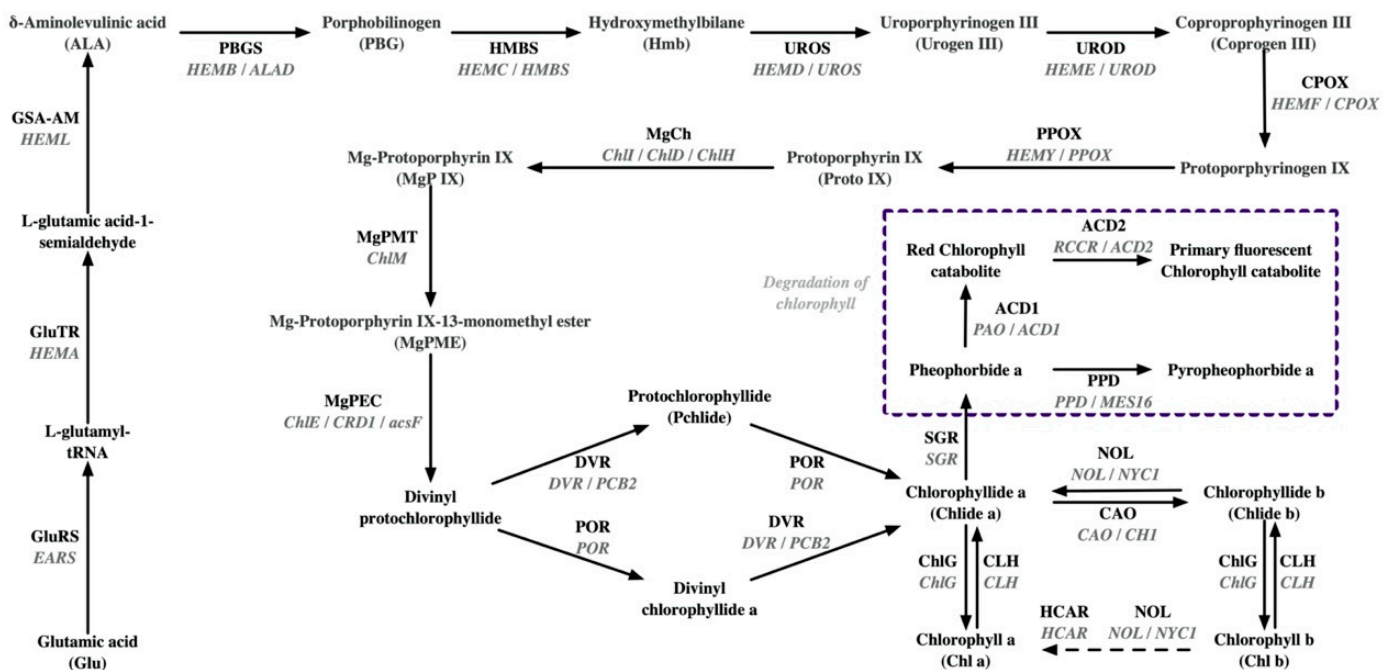 δ-Aminolevulinic acid
(ALA)
PBGS
HEMB / ALAD
Porphobilinogen
(PBG)
HMBS
HEMC / HMBS
Hydroxymethylbilane
(Hmb)
UROS
HEMD / UROS
Uroporphyrinogen III
(Urogen III)
UROD
HEME / UROD
Coproprophyrinogen III
(Coprogen III)
GSA-AM
HEML
CPOX
HEMF / CPOX
Mg-Protoporphyrin IX
(MgP IX)
MgCh
ChlI / ChlD / ChlH
Protoporphyrin IX
(Proto IX)
PPOX
HEMY / PPOX
Protoporphyrinogen IX
L-glutamic acid-1-
semialdehyde
MgPMT
ChlM
Degradation of
chlorophyll
Red Chlorophyll
catabolite
ACD2
RCCR / ACD2
Primary fluorescent
Chlorophyll catabolite
ACD1
PAO / ACD1
GluTR
HEMA
Mg-Protoporphyrin IX-13-monomethyl ester
(MgPME)
Pheophorbide a
PPD
PPD / MES16
Pyropheophorbide a
MgPEC
ChlE / CRD1 / acsF
Protochlorophyllide
(Pchlide)
L-glutamyl-
tRNA
DVR
DVR / PCB2
POR
POR
SGR
SGR
NOL
NOL / NYC1
Divinyl
protochlorophyllide
Chlorophyllide a
(Chlide a)
CAO
CAO / CH1
Chlorophyllide b
(Chlide b)
GluRS
EARS
POR
POR
DVR
DVR / PCB2
Divinyl
chlorophyllide a
ChlG
ChlG
CLH
CLH
ChlG
ChlG
CLH
CLH
Glutamic acid
(Glu)
Chlorophyll a
(Chl a)
HCAR
HCAR
NOL
NOL / NYC1
Chlorophyll b
(Chl b)